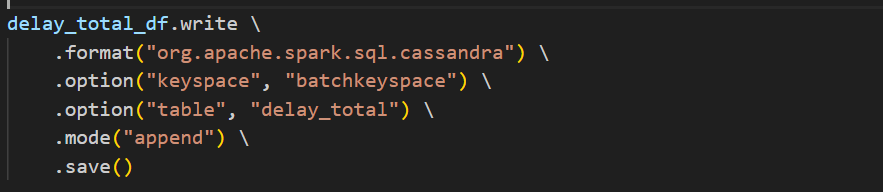 delay_total_df.write \
    .format("org.apache.spark.sql.cassandra") \
    .option("keyspace", "batchkeyspace") \
    .option("table", "delay_total") \
    .mode("append") \
    .save()